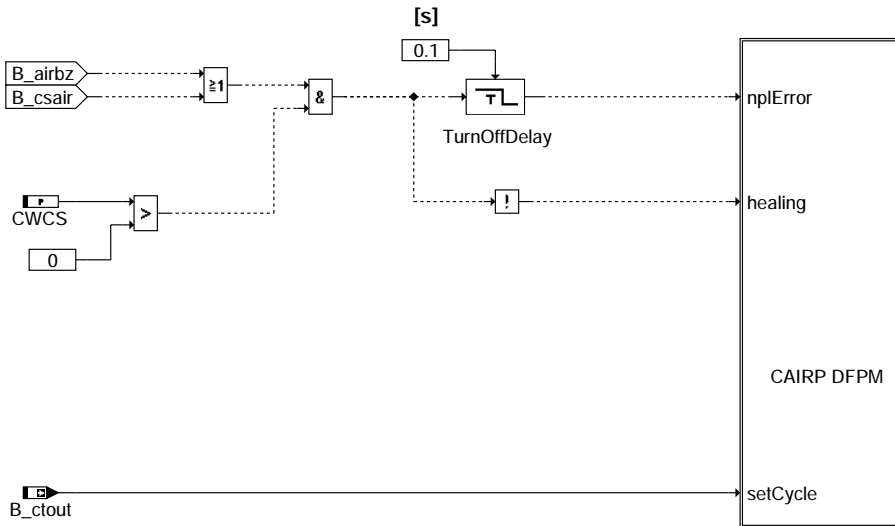 [s]
0.1
B_airbz
B_csair
≧1
&
T
TurnOffDelay
nplError
CWCS
P
>
0
!
healing
CAIRP DFPM
B_ctout
setCycle